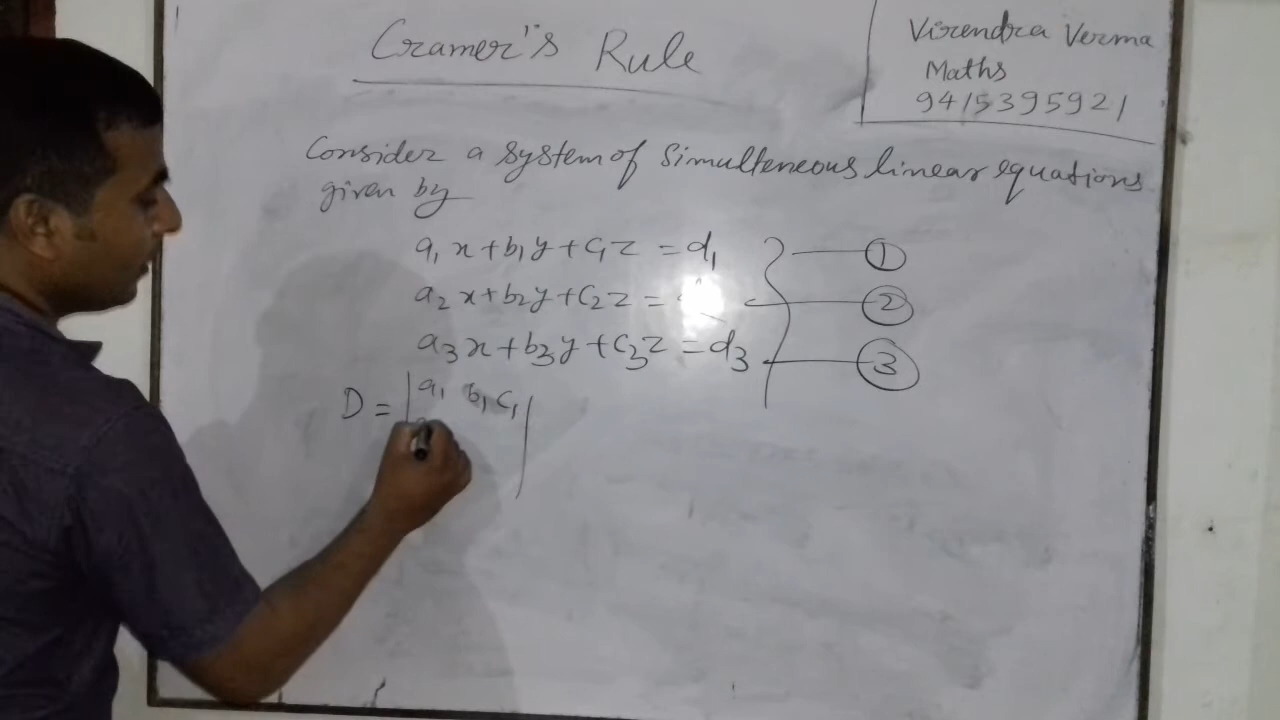 Cramer's Rule
Virendra Verma
Maths
9415395921
Consider a system of simulteneous linear equations
given by
a₁x+b₁y+c₁z = d₁ ①
a₂x+b₂y+c₂z = ②
a₃x+b₃y+c₃z = d₃ ③
D = | a₁ b₁ c₁ |